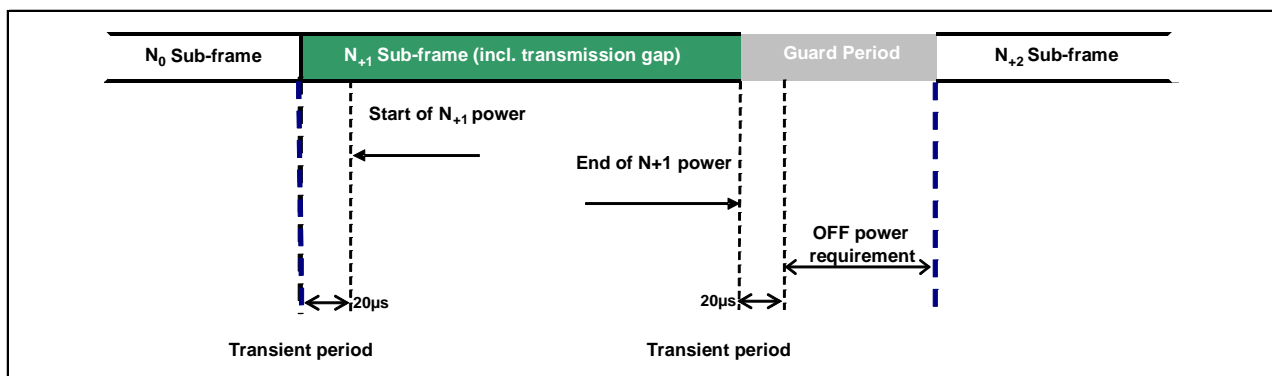 N0 Sub-frame
N+1 Sub-frame (incl. transmission gap)
Guard Period
N+2 Sub-frame
Start of N+1 power
End of N+1 power
OFF power
requirement
20µs
20µs
Transient period
Transient period